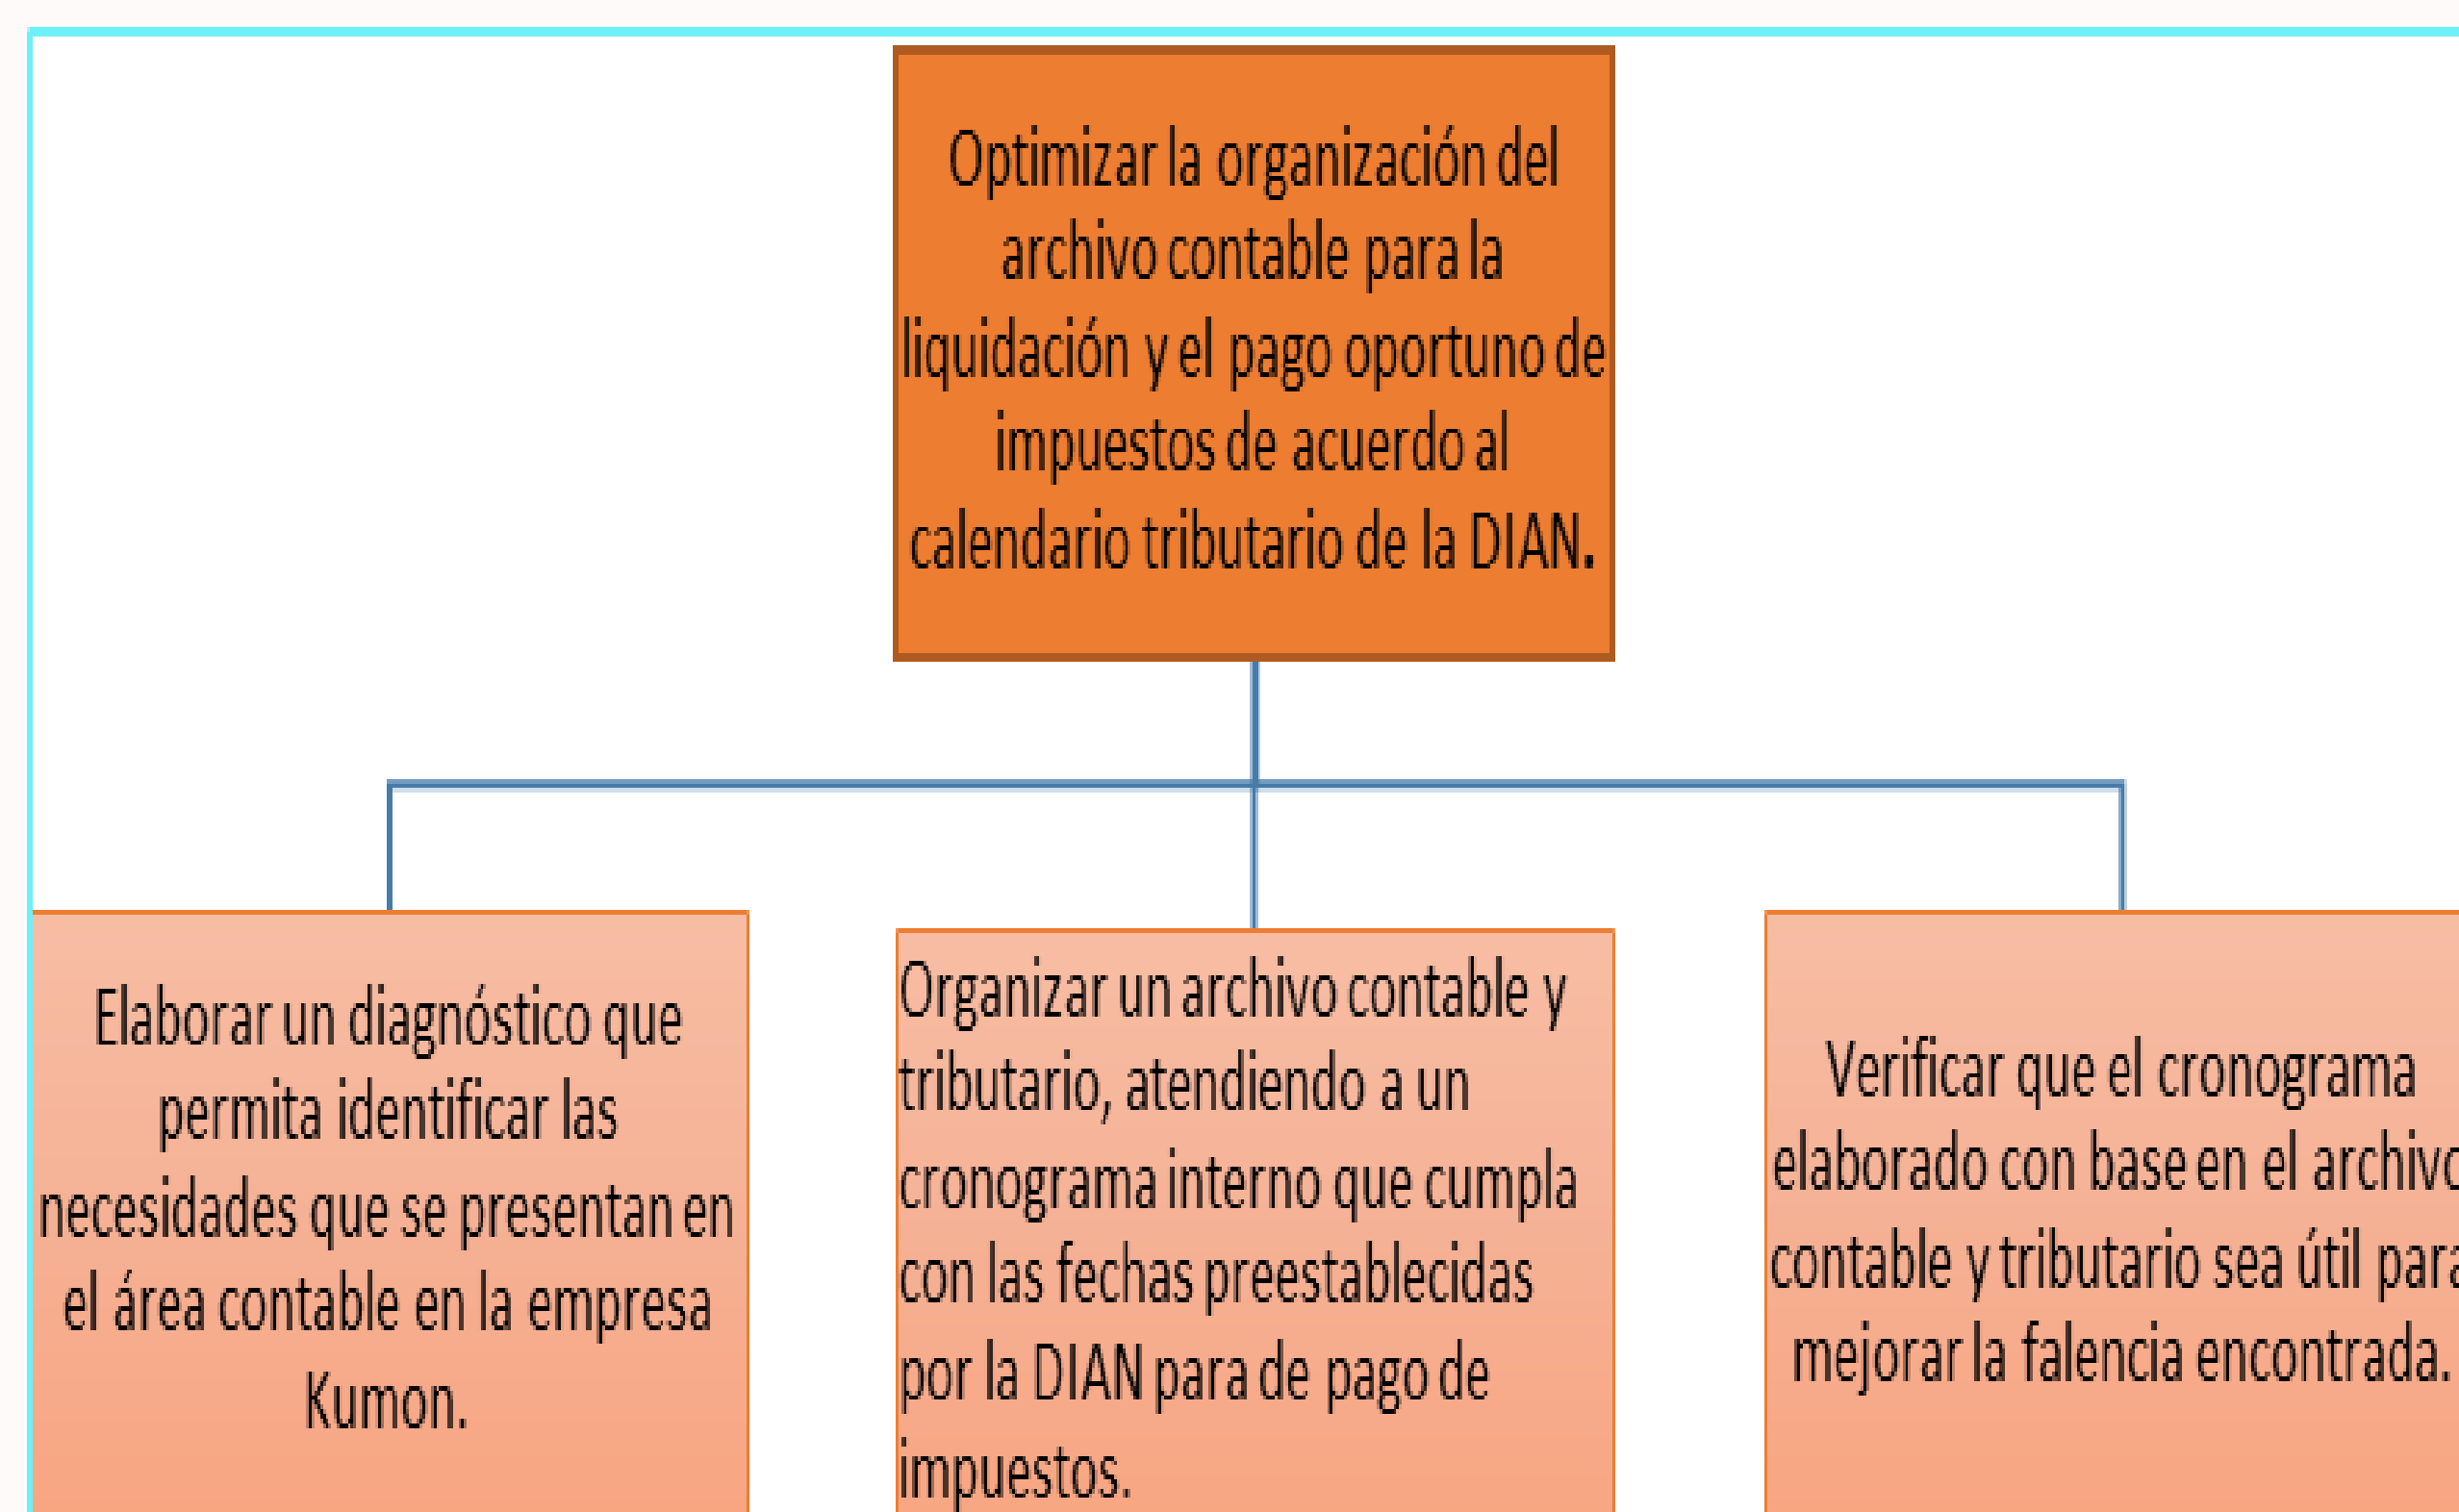 Optimizar la organización del
archivo contable para la
liquidación y el pago oportuno de
impuestos de acuerdo al
calendario tributario de la DIAN.
Elaborar un diagnóstico que
permita identificar las
necesidades que se presentan en
el área contable en la empresa
Kumon.
Organizar un archivo contable y
tributario, atendiendo a un
cronograma interno que cumpla
con las fechas preestablecidas
por la DIAN para de pago de
impuestos.
Verificar que el cronograma
elaborado con base en el archivo
contable y tributario sea útil para
mejorar la falencia encontrada.